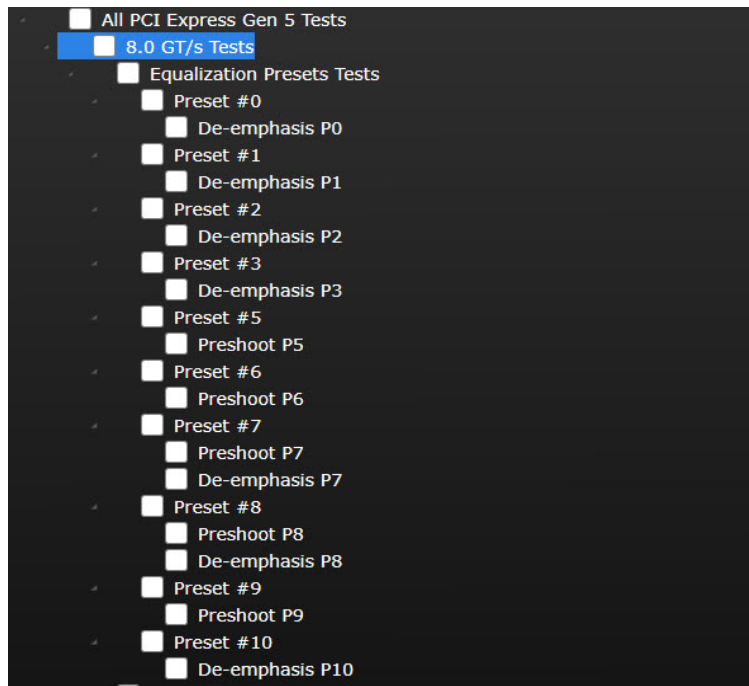 All PCI Express Gen 5 Tests
8.0 GT/s Tests
Equalization Presets Tests
Preset #0
De-emphasis P0
Preset #1
De-emphasis P1
Preset #2
De-emphasis P2
Preset #3
De-emphasis P3
Preset #5
Preshoot P5
Preset #6
Preshoot P6
Preset #7
Preshoot P7
De-emphasis P7
Preset #8
Preshoot P8
De-emphasis P8
Preset #9
Preshoot P9
Preset #10
De-emphasis P10